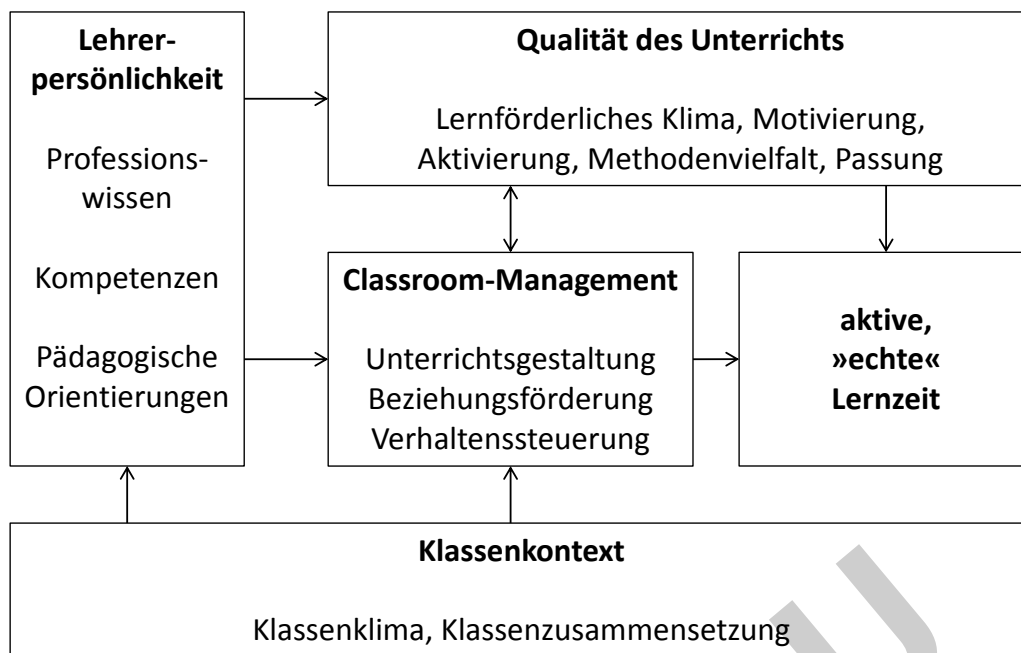 Lehrer-
persönlichkeit
Professions-
wissen
Kompetenzen
Pädagogische
Orientierungen
Qualität des Unterrichts
Lernförderliches Klima, Motivierung,
Aktivierung, Methodenvielfalt, Passung
Classroom-Management
Unterrichtsgestaltung
Beziehungsförderung
Verhaltenssteuerung
aktive,
»echte«
Lernzeit
Klassenkontext
Klassenklima, Klassenzusammensetzung